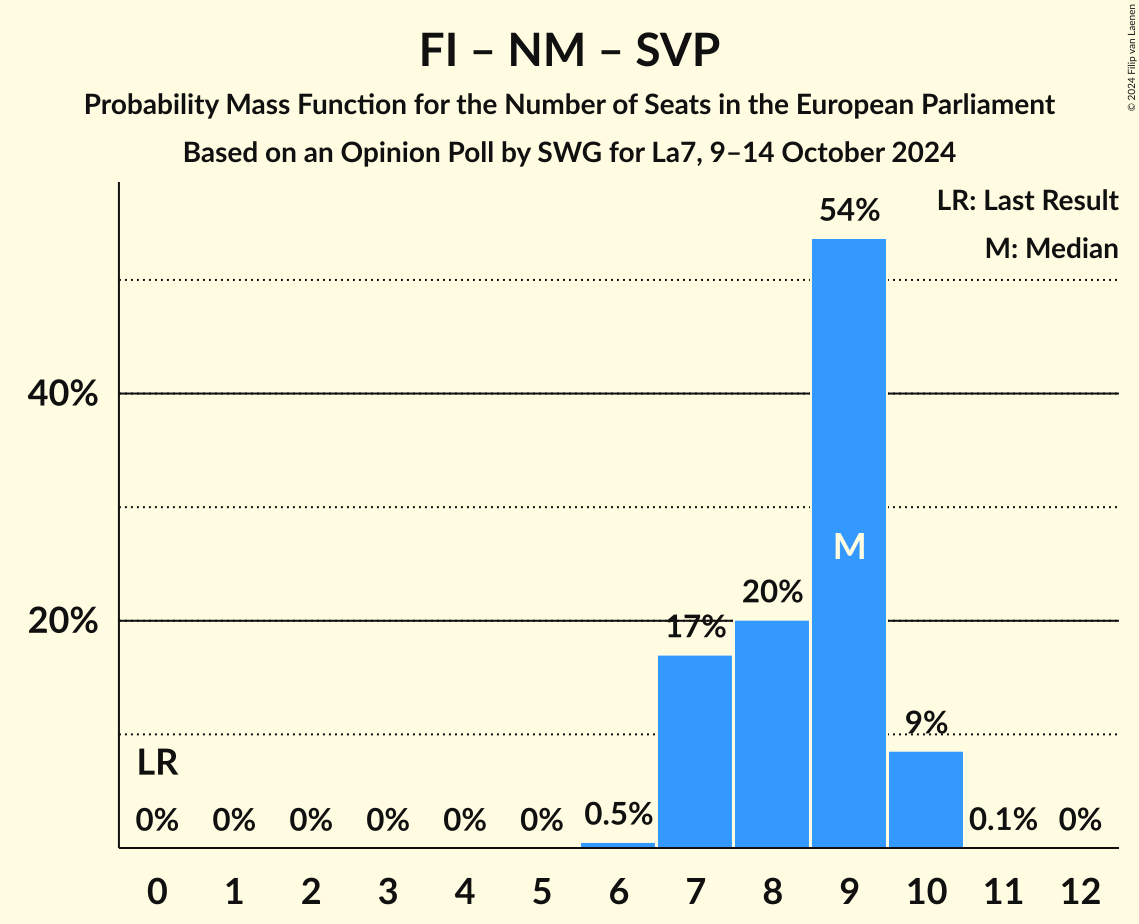 FI – NM – SVP
Probability Mass Function for the Number of Seats in the European Parliament
Based on an Opinion Poll by SWG for La7, 9–14 October 2024
© 2024 Filip van Laenen
LR: Last Result
M: Median
54%
40%
M
20%
20%
17%
9%
LR
0% 0% 0% 0% 0% 0% 0.5% 0.1% 0%
0 1 2 3 4 5 6 7 8 9 10 11 12